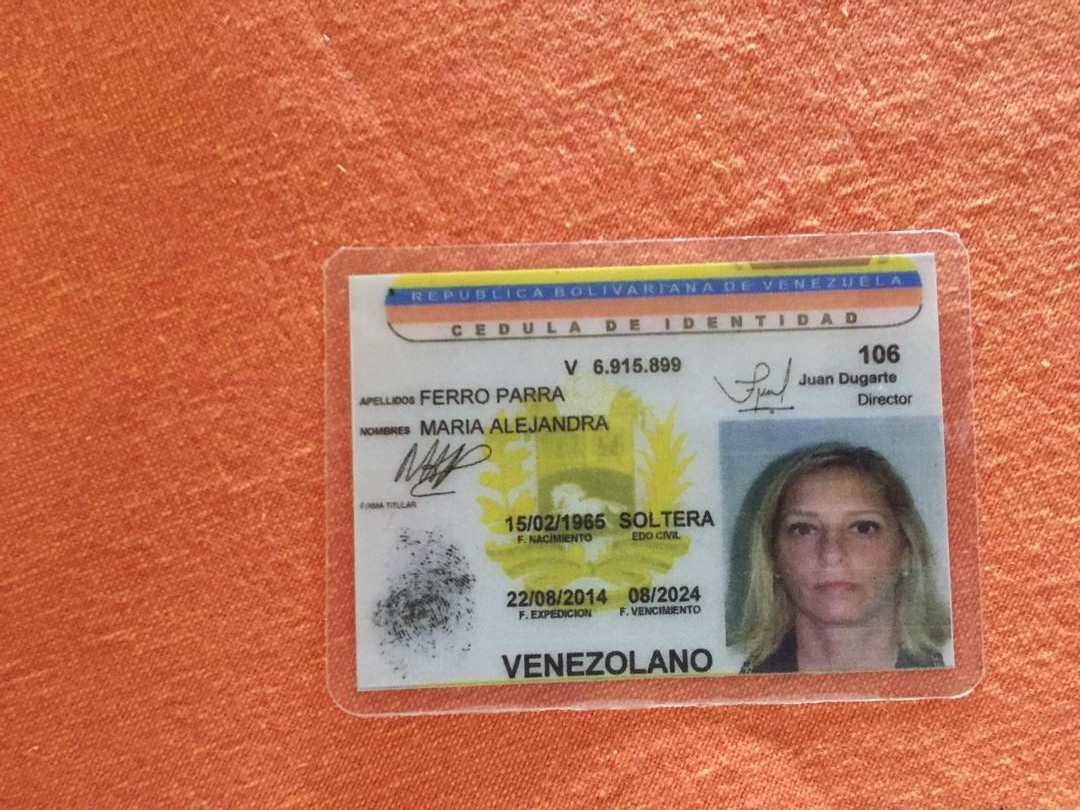 REPUBLICA BOLIVARIANA DE VENEZUELA
CEDULA DE IDENTIDAD
V 6.915.899
106
Juan Dugarte
Director
APELLIDOS FERRO PARRA
NOMBRES MARIA ALEJANDRA
FIRMA TITULAR
15/02/1965 SOLTERA
F. NACIMIENTO EDO CIVIL
22/08/2014 08/2024
F. EXPEDICION F. VENCIMIENTO
VENEZOLANO